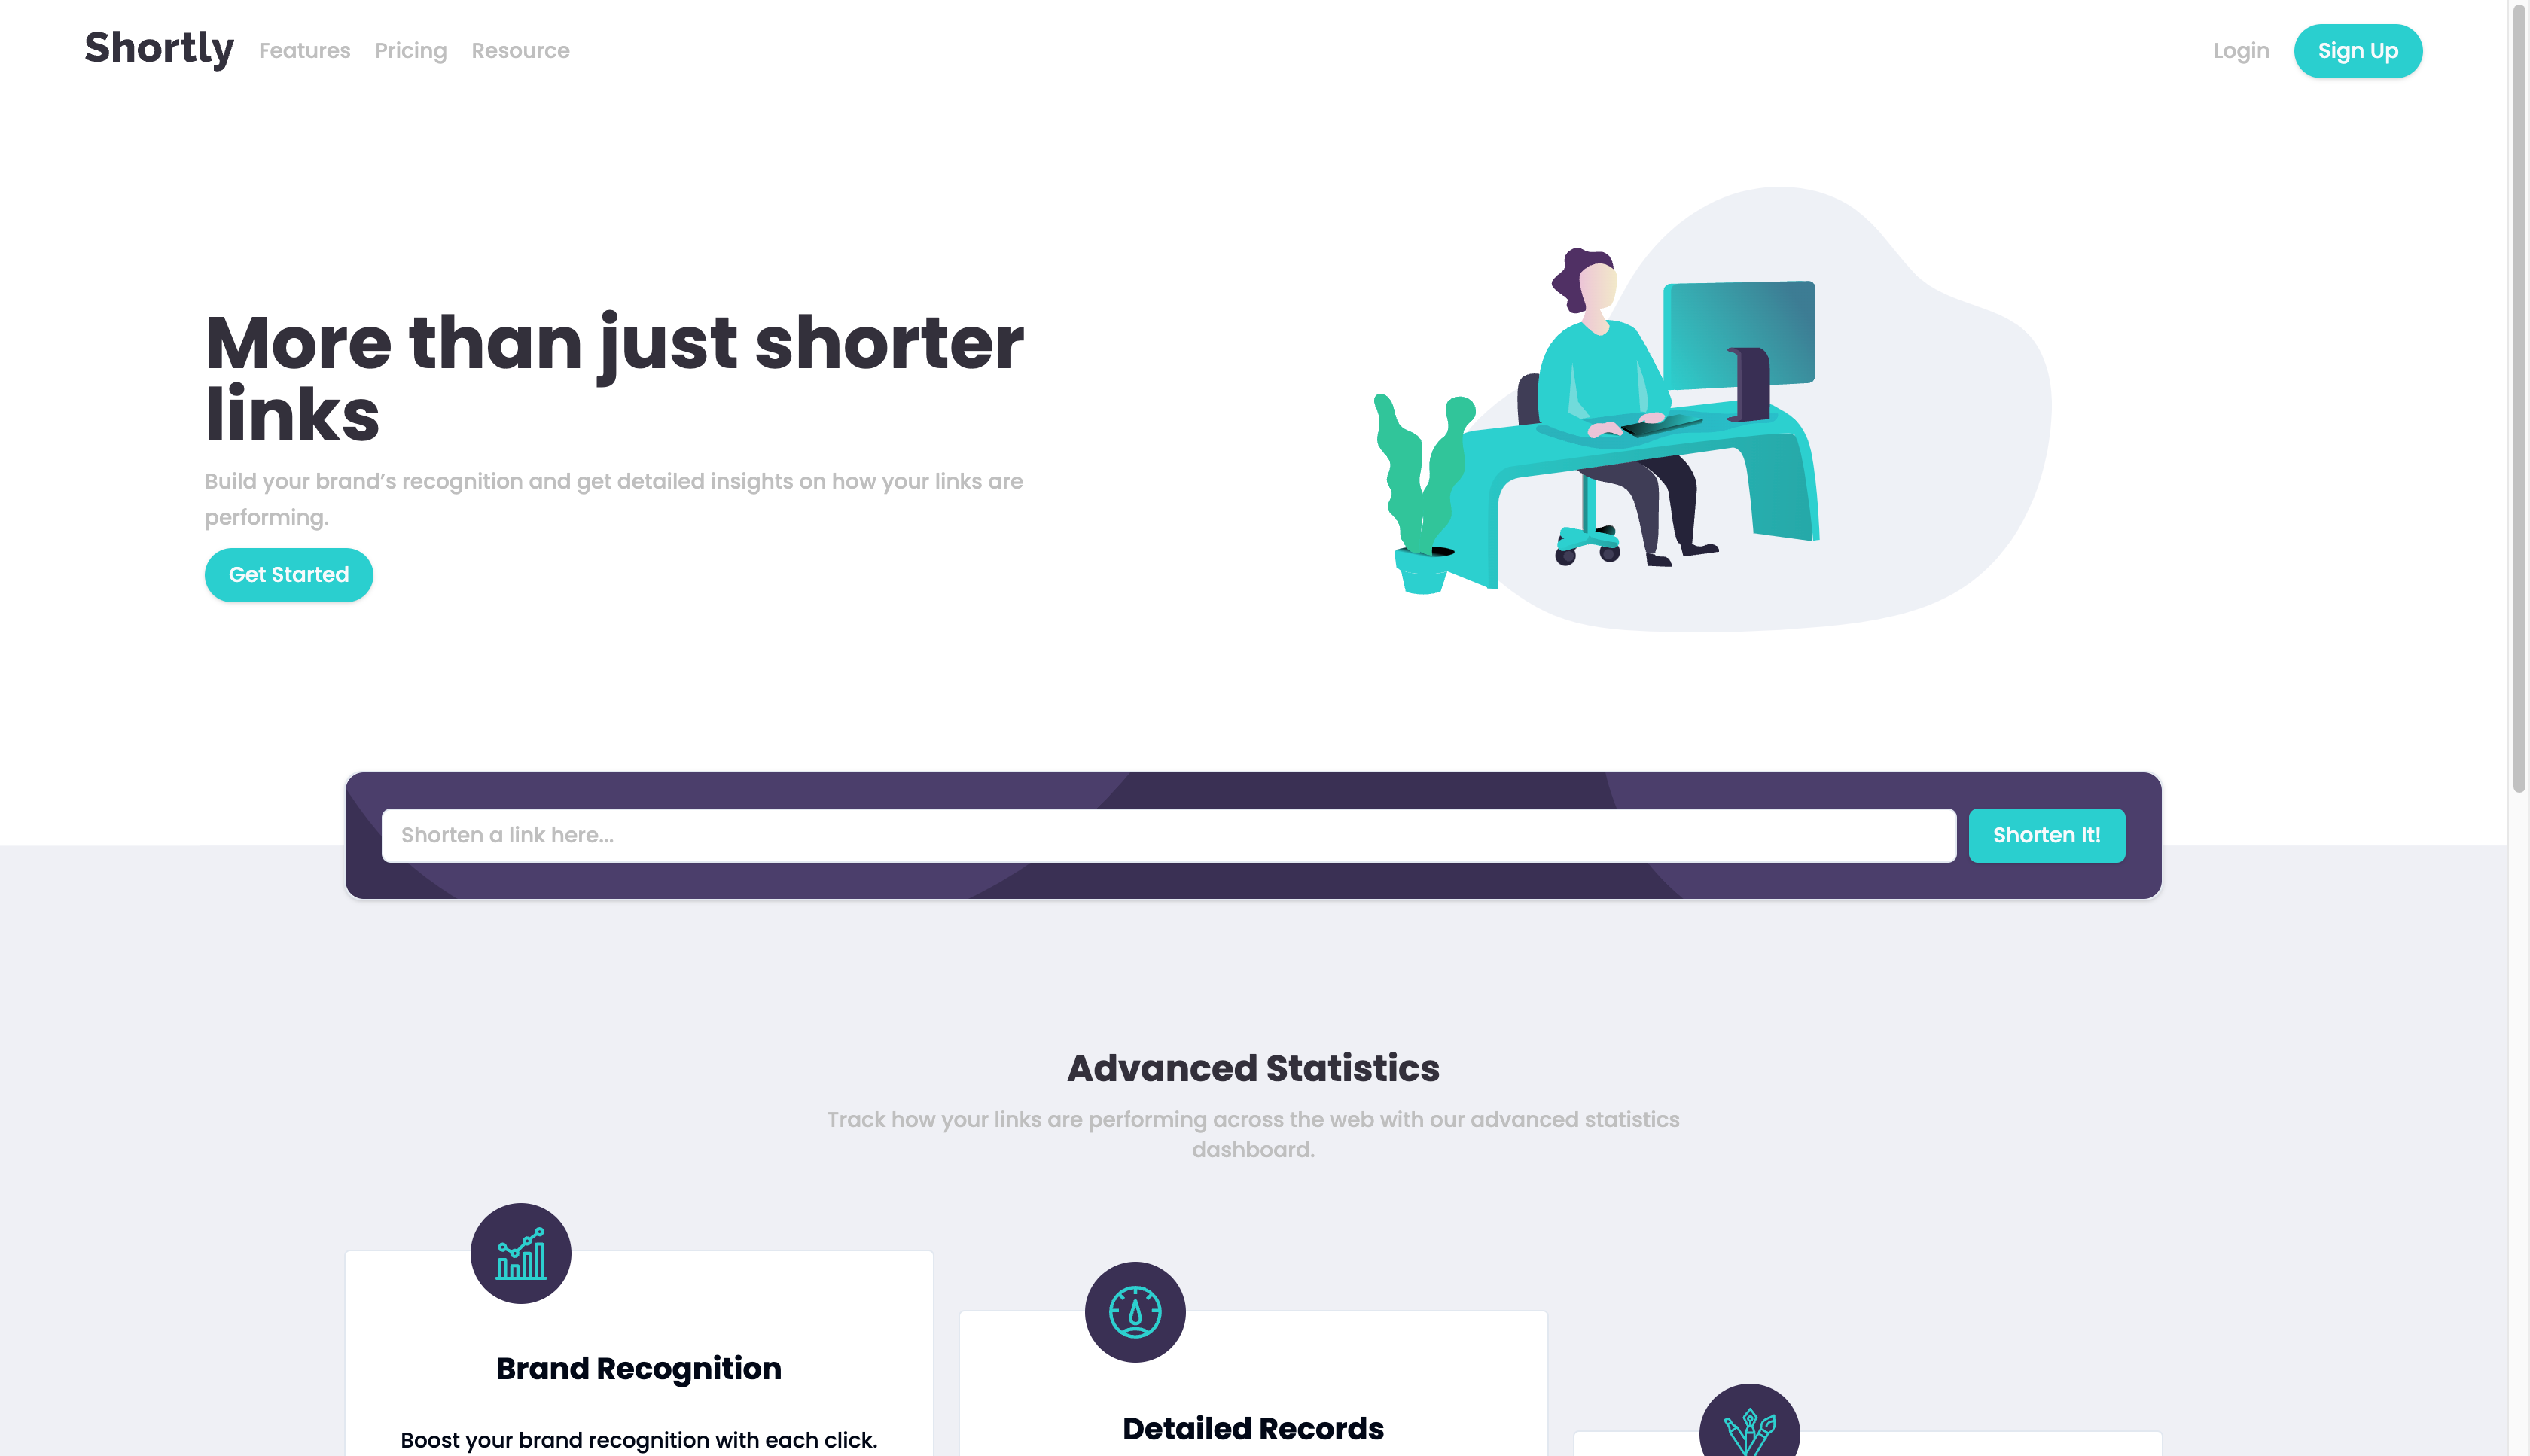 Shortly
Features
Pricing
Resource
Login
Sign Up
More than just shorter
links
Build your brand’s recognition and get detailed insights on how your links are
performing.
Get Started
Shorten a link here...
Shorten It!
Advanced Statistics
Track how your links are performing across the web with our advanced statistics
dashboard.
Brand Recognition
Boost your brand recognition with each click.
Detailed Records